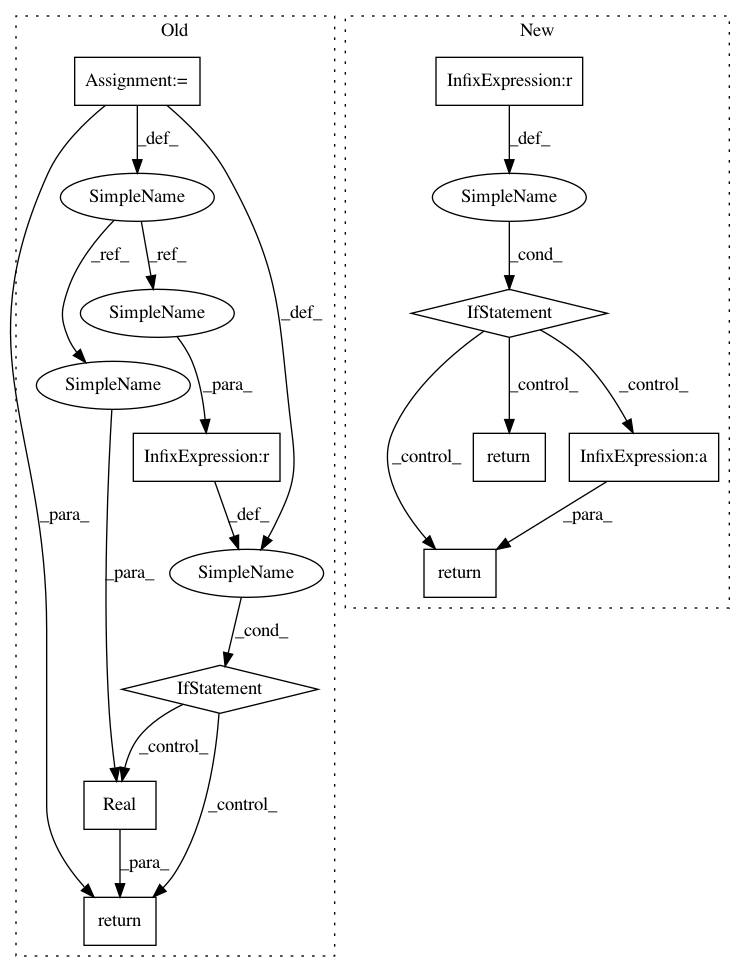 Old
New
Assignment:=
InfixExpression:r
_def_
_def_
SimpleName
SimpleName
_ref_
_ref_
_cond_
_def_
SimpleName
IfStatement
SimpleName
_para_
_control_
_control_
InfixExpression:r
_control_
return
InfixExpression:a
_para_
_def_
_para_
_para_
SimpleName
return
_cond_
IfStatement
_control_
_control_
Real
_para_
return